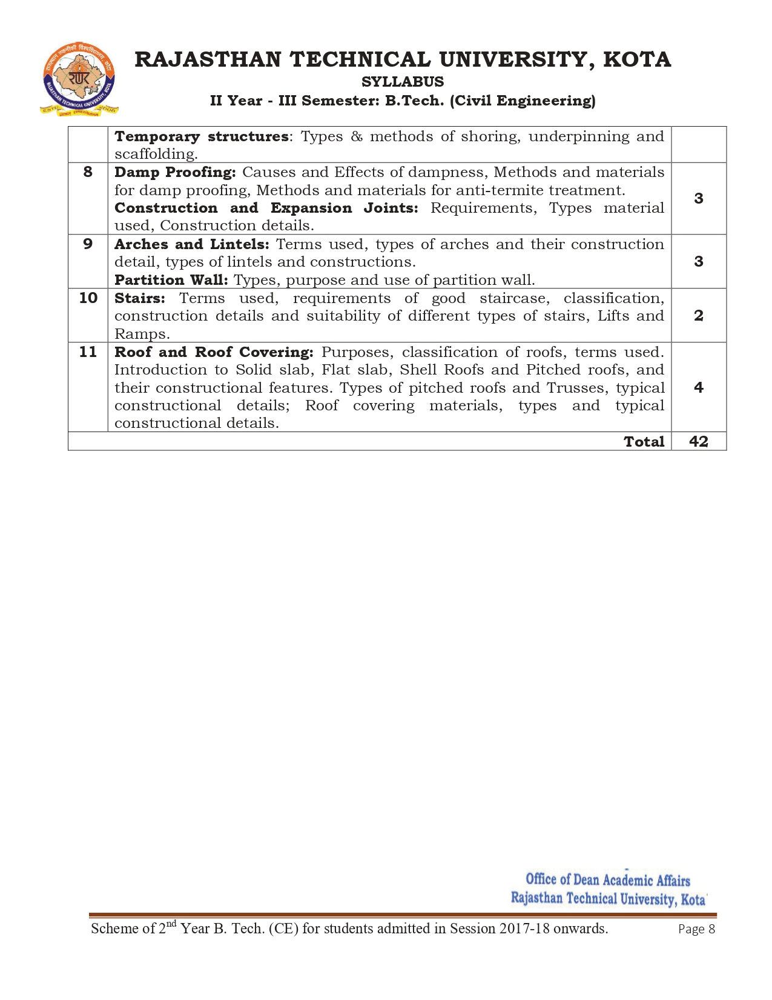 RAJASTHAN TECHNICAL UNIVERSITY, KOTA
SYLLABUS
II Year - III Semester: B.Tech. (Civil Engineering)
राजस्थान तकनीकी विश्वविद्यालय, कोटा
RAJASTHAN TECHNICAL UNIVERSITY, KOTA
ESTD 2006
Temporary structures: Types & methods of shoring, underpinning and
scaffolding.
8 Damp Proofing: Causes and Effects of dampness, Methods and materials
for damp proofing, Methods and materials for anti-termite treatment.
3
Construction and Expansion Joints: Requirements, Types material
used, Construction details.
9 Arches and Lintels: Terms used, types of arches and their construction
detail, types of lintels and constructions. 3
Partition Wall: Types, purpose and use of partition wall.
10 Stairs: Terms used, requirements of good staircase, classification,
construction details and suitability of different types of stairs, Lifts and 2
Ramps.
11 Roof and Roof Covering: Purposes, classification of roofs, terms used.
Introduction to Solid slab, Flat slab, Shell Roofs and Pitched roofs, and
their constructional features. Types of pitched roofs and Trusses, typical 4
constructional details; Roof covering materials, types and typical
constructional details.
Total 42
Office of Dean Academic Affairs
Rajasthan Technical University, Kota
Scheme of 2nd Year B. Tech. (CE) for students admitted in Session 2017-18 onwards. Page 8